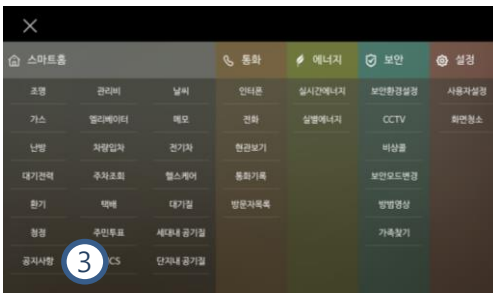 스마트홈 통화 에너지 보안 설정
조명 관리비 날씨 인터폰 실시간에너지 보안환경설정 사용자설정
가스 엘리베이터 메모 전화 실별에너지 CCTV 화면청소
난방 차량입차 전기차 현관보기 비상콜
대기전력 주차조회 헬스케어 통화기록 보안모드변경
환기 택배 대기질 방문자목록 방범영상
청정 주민투표 세대내 공기질 가족찾기
공지사항 3 CS 단지내 공기질